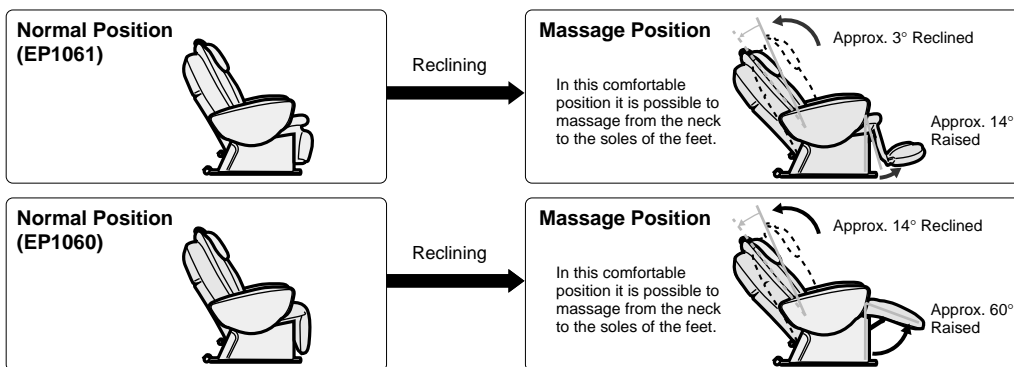 Normal Position
(EP1061)
Reclining
Massage Position
In this comfortable
position it is possible to
massage from the neck
to the soles of the feet.
Approx. 3° Reclined
Approx. 14°
Raised
Normal Position
(EP1060)
Reclining
Massage Position
In this comfortable
position it is possible to
massage from the neck
to the soles of the feet.
Approx. 14° Reclined
Approx. 60°
Raised